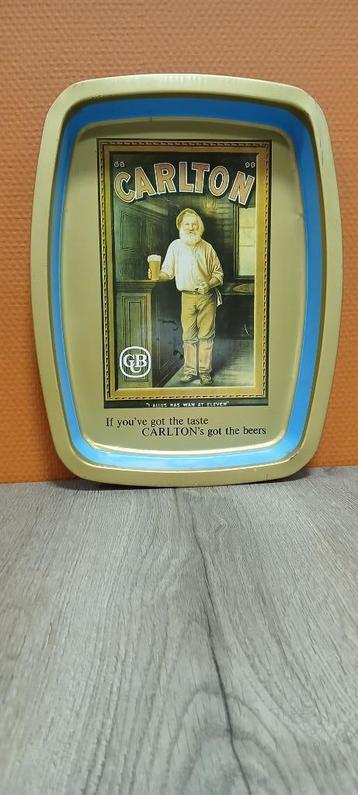 "CARLTON"
CUB
"I ALLUS HAS WAN AT ELEVEN"
If you've got the taste
CARLTON's got the beers